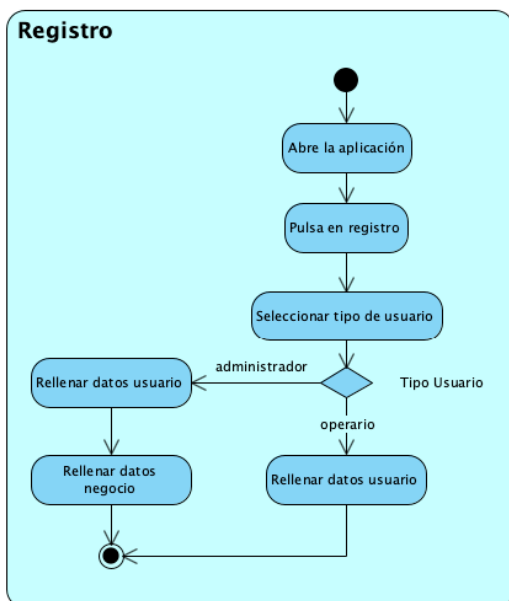 Registro
Abre la aplicación
Pulsa en registro
Seleccionar tipo de usuario
administrador
Tipo Usuario
Rellenar datos usuario
operario
Rellenar datos
negocio
Rellenar datos usuario